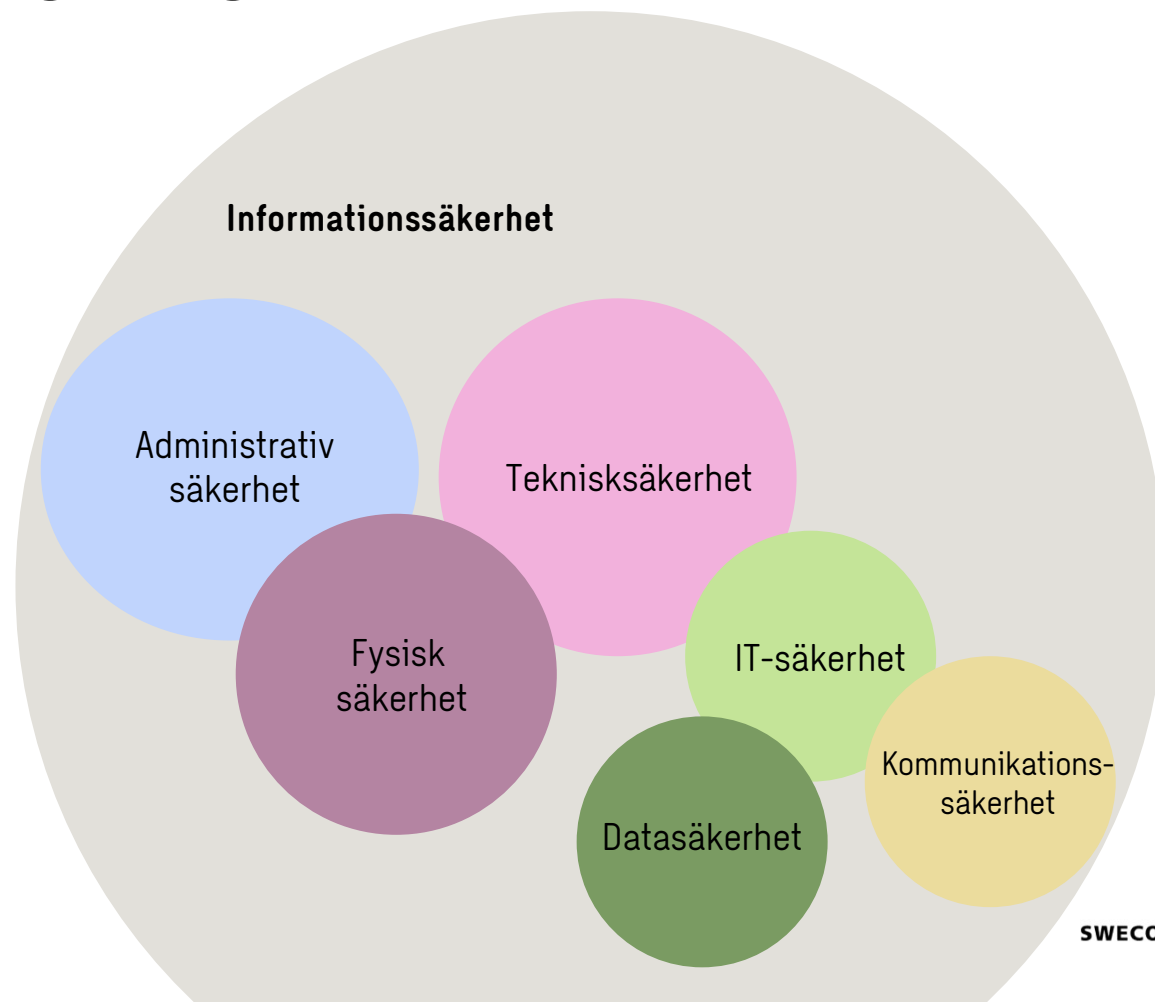 Informationssäkerhet
Administrativ
säkerhet
Tekniksäkerhet
Fysisk
säkerhet
IT-säkerhet
Kommunikations-
säkerhet
Datasäkerhet
SWECO